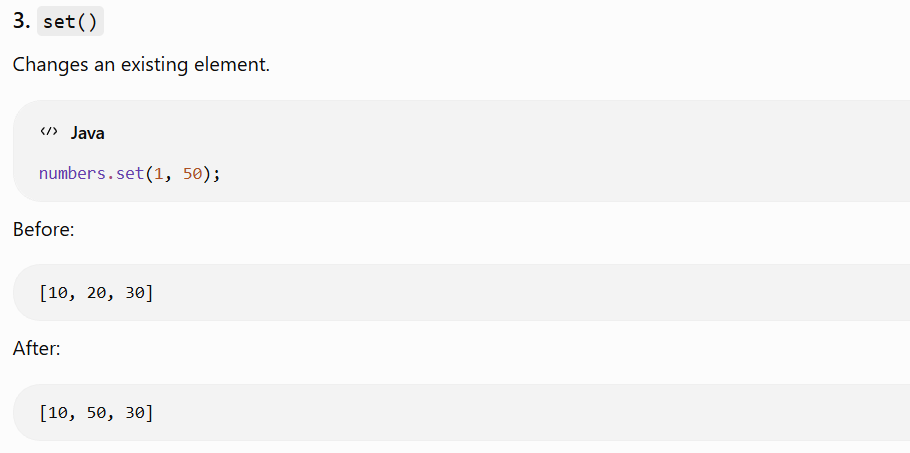 3. set()
Changes an existing element.
</> Java
numbers.set(1, 50);
Before:
[10, 20, 30]
After:
[10, 50, 30]